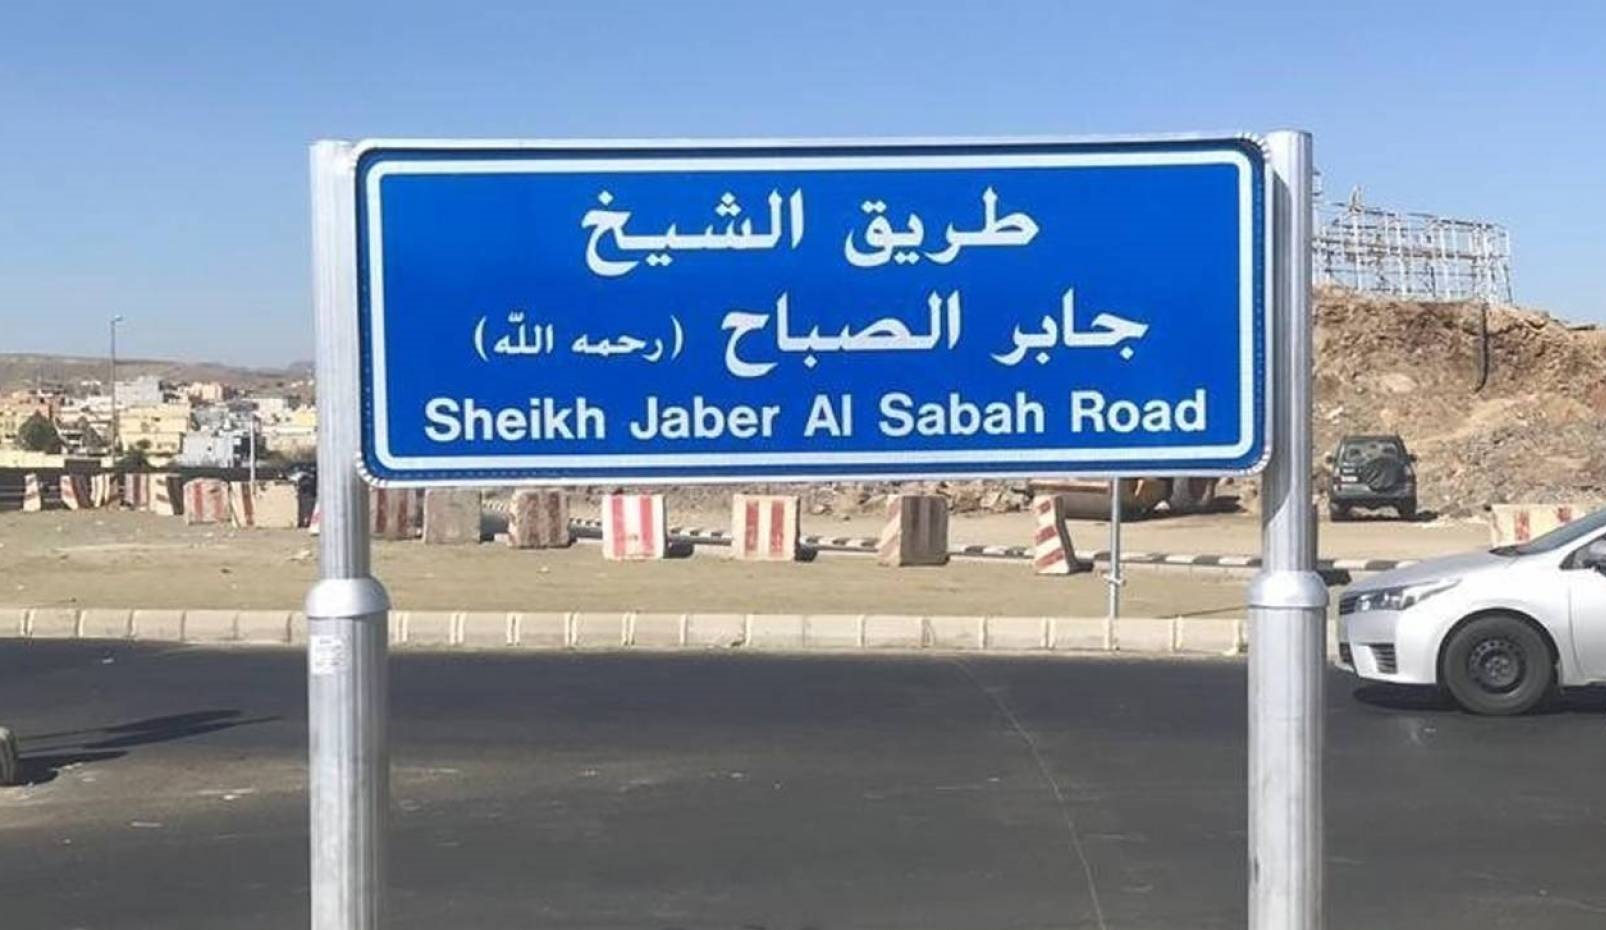 طريق الشيخ
جابر الصباح (رحمه الله)
Sheikh Jaber Al Sabah Road